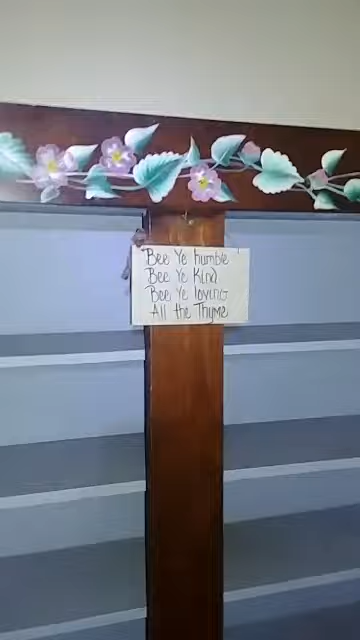 Bee Ye humble
Bee Ye Kind
Bee Ye loving
All the Thyme